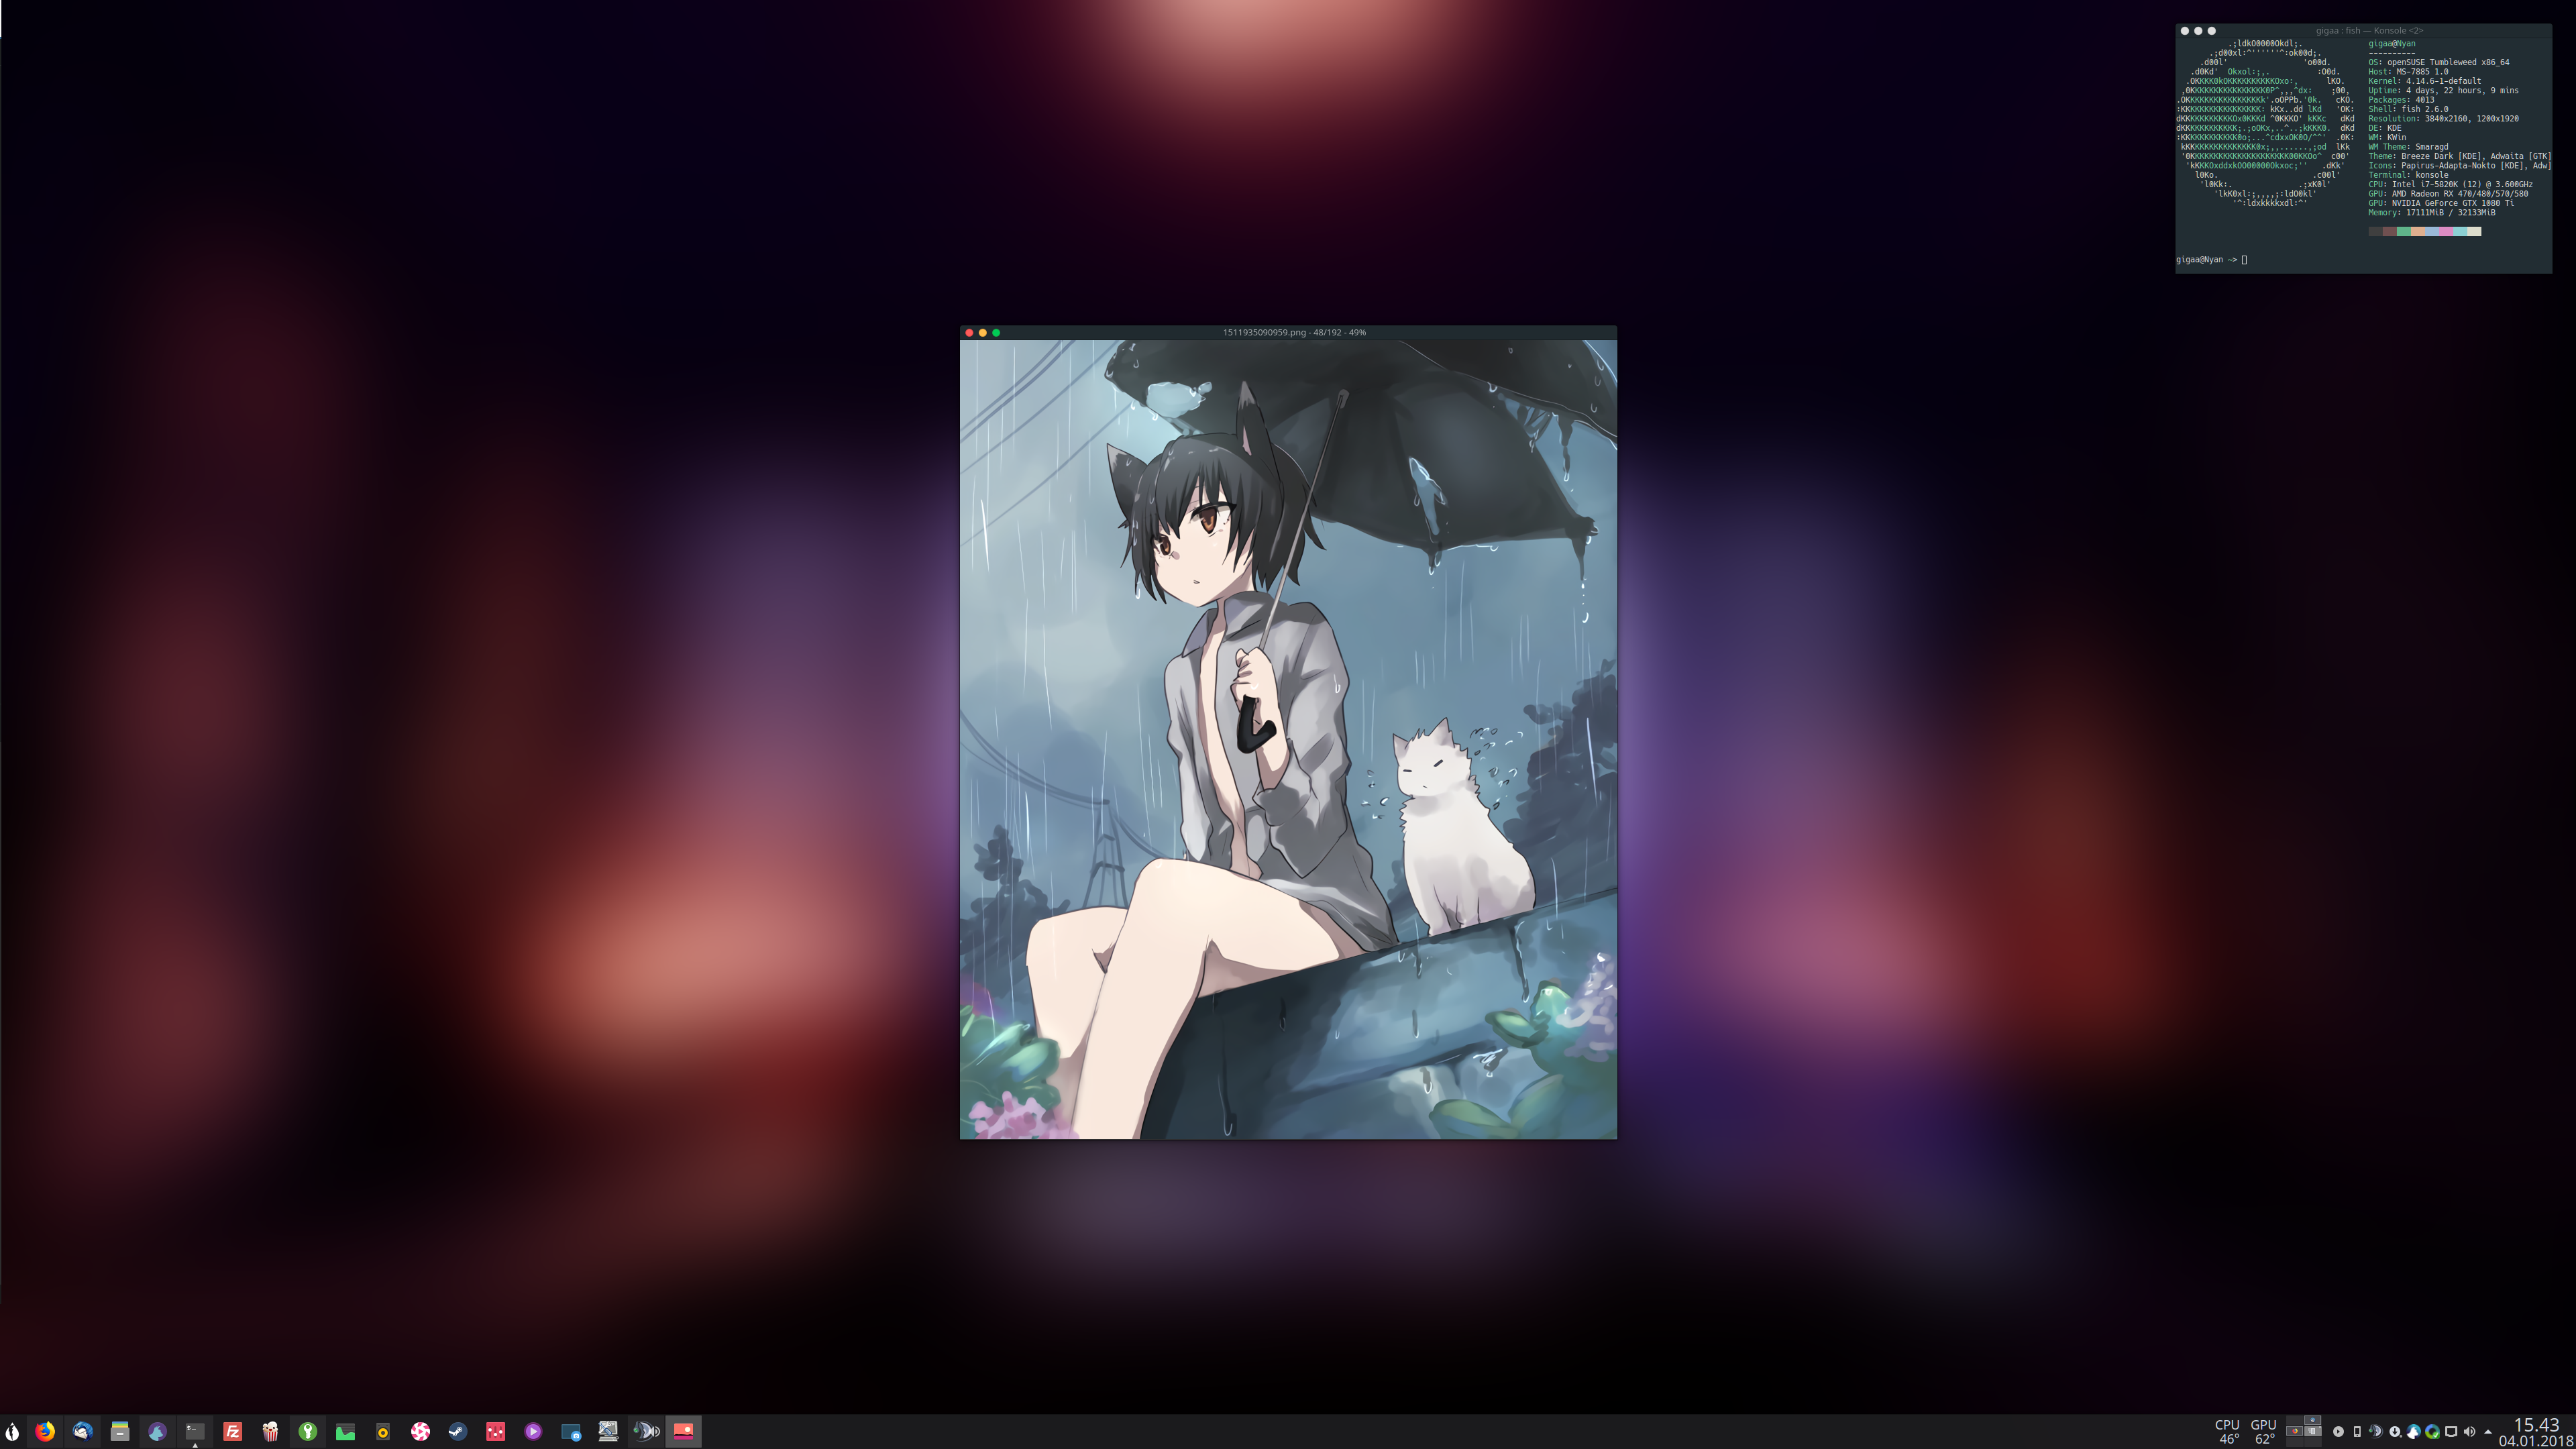 gigaa : fish — Konsole <2>
gigaa@Nyan
----------
OS: openSUSE Tumbleweed x86_64
Host: MS-7885 1.0
Kernel: 4.14.6-1-default
Uptime: 4 days, 22 hours, 9 mins
Packages: 4013
Shell: fish 2.6.0
Resolution: 3840x2160, 1200x1920
DE: KDE
WM: KWin
WM Theme: Smaragd
Theme: Breeze Dark [KDE], Adwaita [GTK]
Icons: Papirus-Adapta-Nokto [KDE], Adw]
Terminal: konsole
CPU: Intel i7-5820K (12) @ 3.600GHz
GPU: AMD Radeon RX 470/480/570/580
GPU: NVIDIA GeForce GTX 1080 Ti
Memory: 17111MiB / 32133MiB
gigaa@Nyan ~>
1511935090959.png - 48/192 - 49%
CPU GPU
46° 62°
15.43
04.01.2018